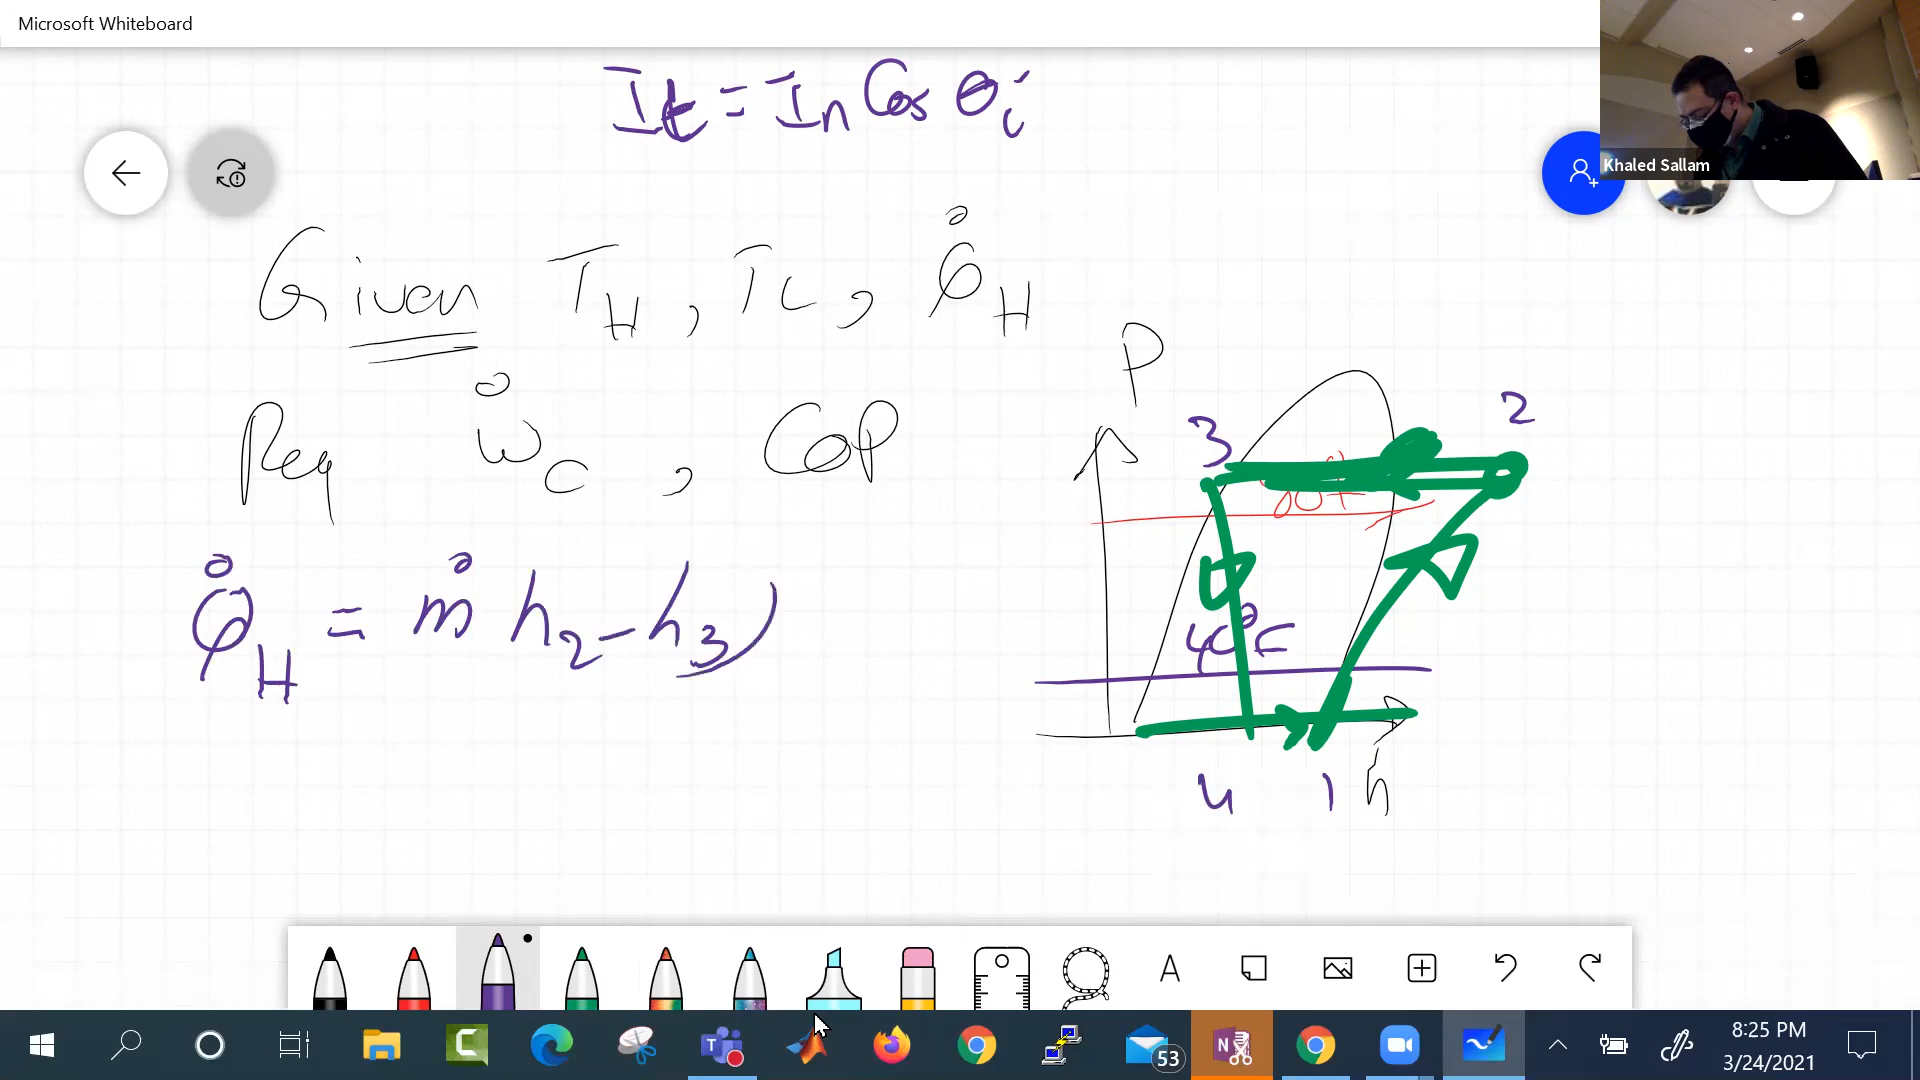 Microsoft Whiteboard
It = In Cos θi
Khaled Sallam
Given TH, TL, Q̇H
P
Req ẇc, COP
3 2
80°F
Q̇H = ṁ h2-h3)
40°F
4 1 h
A
T
53
N
8:25 PM
3/24/2021